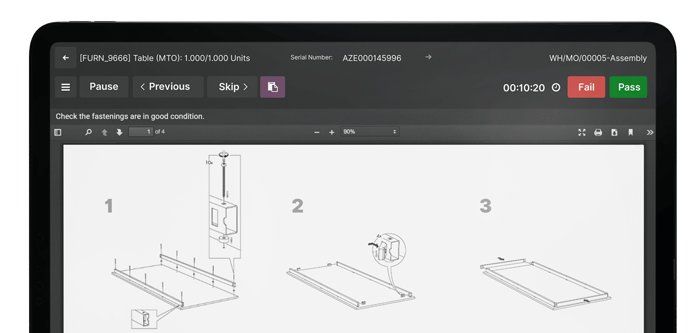 [FURN_9666] Table (MTO): 1.000/1.000 Units Serial Number: AZE000145996 WH/MO/00005-Assembly
Pause Previous Skip 00:10:20 Fail Pass
Check the fastenings are in good condition.
1 of 4 90%
1 2 3